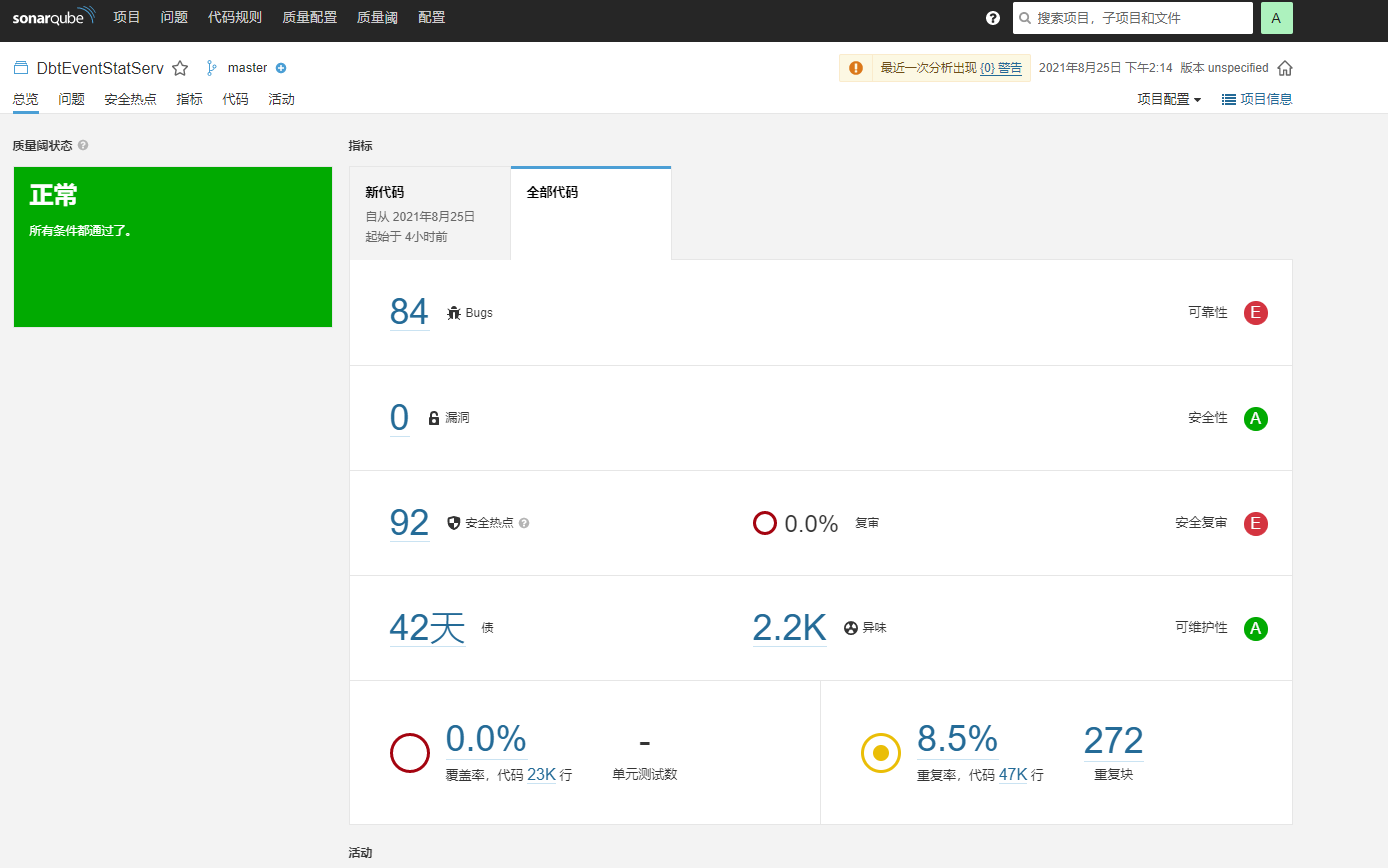 sonarqube 项目 问题 代码规则 质量配置 质量阈 配置 ? 搜索项目，子项目和文件 A
DbtEventStatServ master 最近一次分析出现 {0} 警告 2021年8月25日 下午2:14 版本 unspecified
总览 问题 安全热点 指标 代码 活动 项目配置 项目信息
质量阈状态 ?
正常
所有条件都通过了。
指标
新代码
自从 2021年8月25日
起始于 4小时前
全部代码
84 Bugs 可靠性 E
0 漏洞 安全性 A
92 安全热点 ? 0.0% 复审 安全复审 E
42天 债 2.2K 异味 可维护性 A
0.0% -
覆盖率，代码 23K 行 单元测试数
8.5% 272
重复率，代码 47K 行 重复块
活动